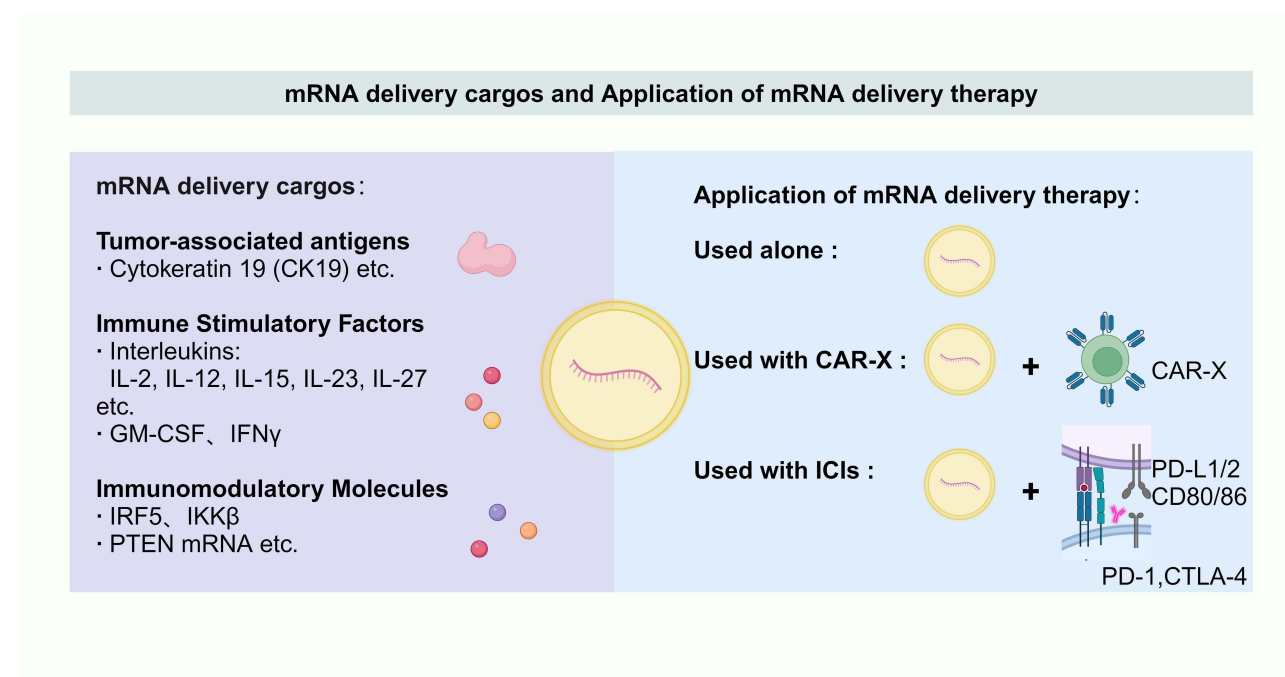 mRNA delivery cargos and Application of mRNA delivery therapy
mRNA delivery cargos：
Tumor-associated antigens
· Cytokeratin 19 (CK19) etc.
Immune Stimulatory Factors
· Interleukins:
IL-2, IL-12, IL-15, IL-23, IL-27
etc.
· GM-CSF、IFNγ
Immunomodulatory Molecules
· IRF5、IKKβ
· PTEN mRNA etc.
Application of mRNA delivery therapy：
Used alone :
Used with CAR-X :
+
CAR-X
Used with ICIs :
+
PD-L1/2
CD80/86
PD-1,CTLA-4